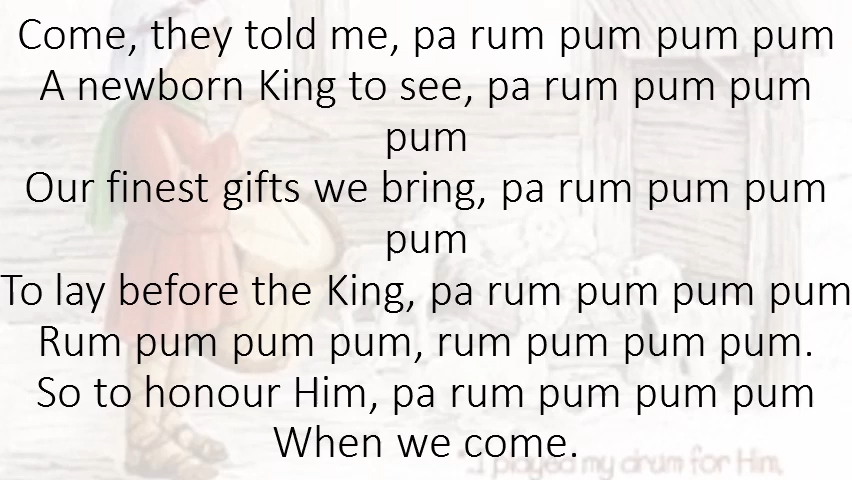 Come, they told me, pa rum pum pum pum
A newborn King to see, pa rum pum pum
pum
Our finest gifts we bring, pa rum pum pum
pum
To lay before the King, pa rum pum pum pum
Rum pum pum pum, rum pum pum pum.
So to honour Him, pa rum pum pum pum
When we come.
...I played my drum for Him,